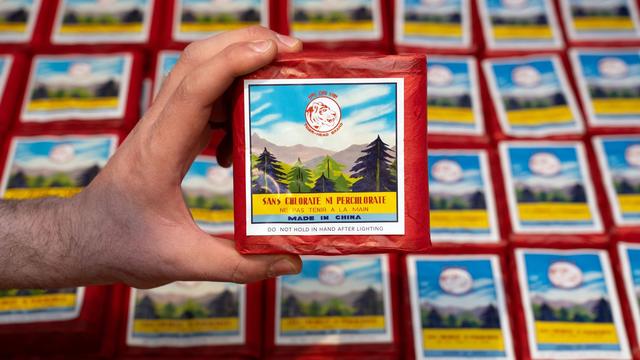 SANS CHLORATE NI PERCHLORATE
NE PAS TENIR A LA MAIN
MADE IN CHINA
DO NOT HOLD IN HAND AFTER LIGHTING